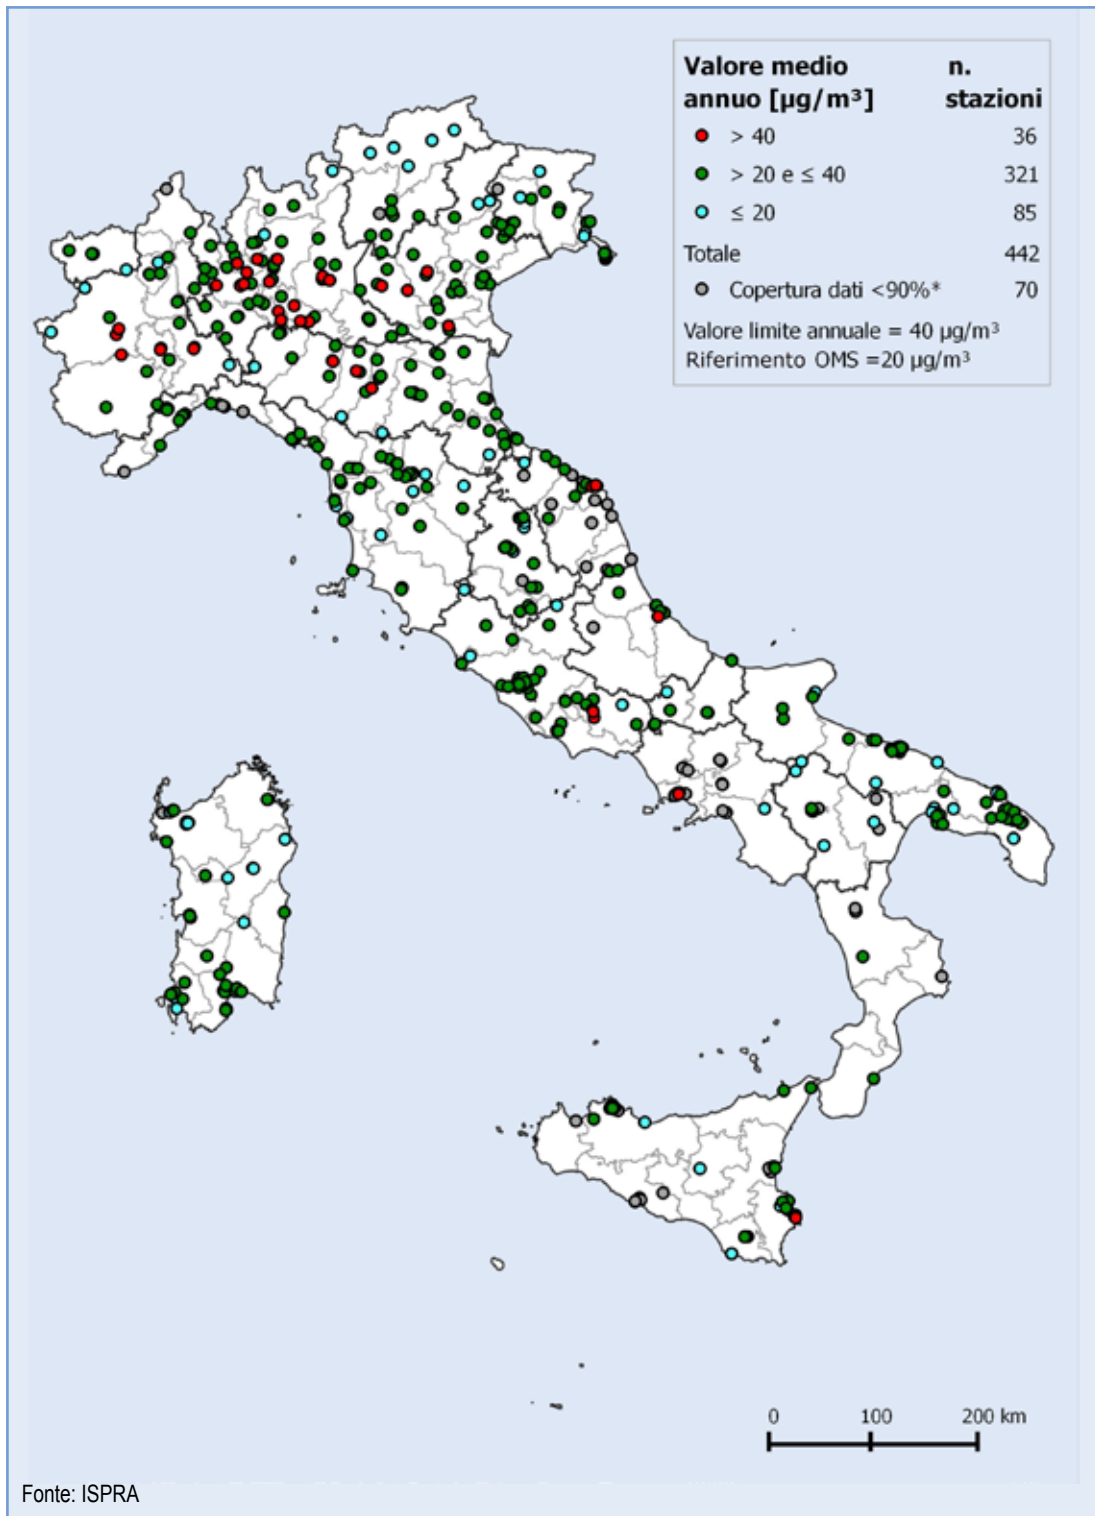 Valore medio n.
annuo [µg/m³] stazioni
> 40 36
> 20 e ≤ 40 321
≤ 20 85
Totale 442
Copertura dati <90%* 70
Valore limite annuale = 40 µg/m³
Riferimento OMS =20 µg/m³
0 100 200 km
Fonte: ISPRA